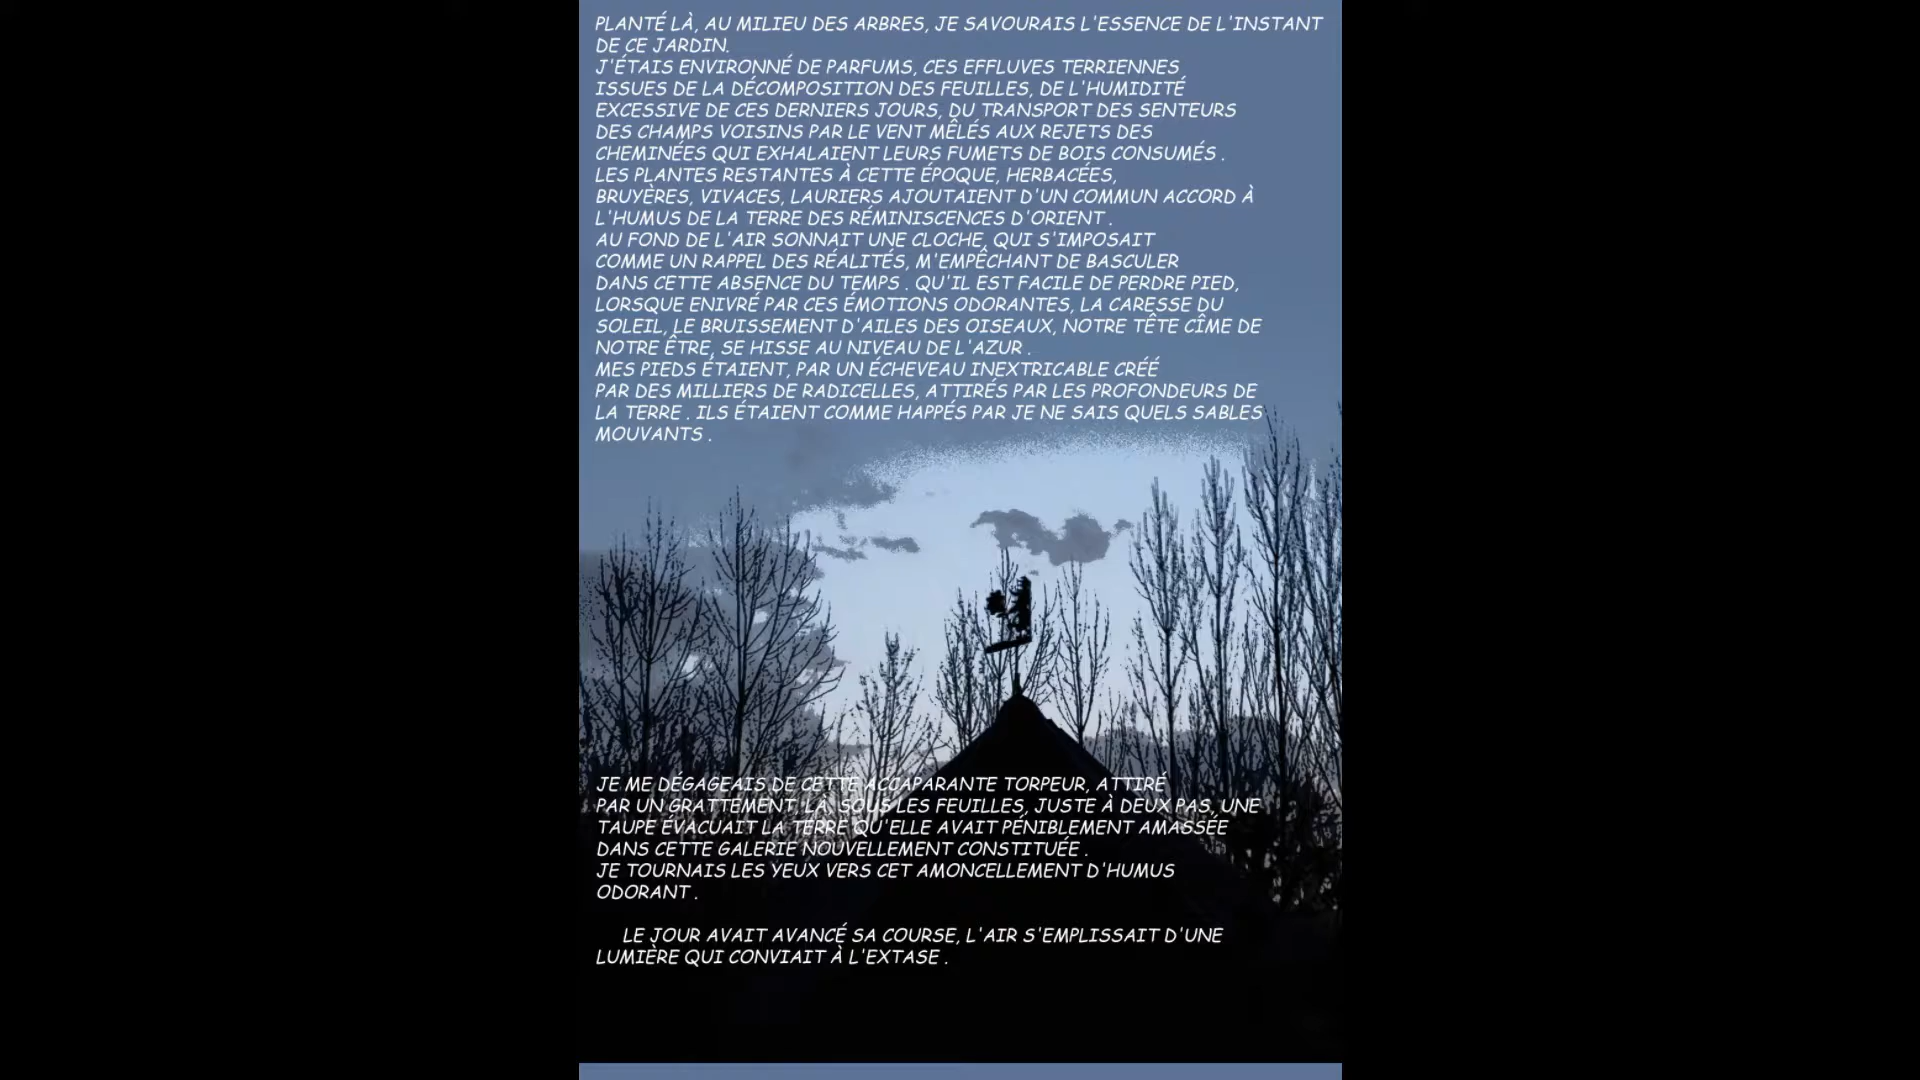 PLANTÉ LÀ, AU MILIEU DES ARBRES, JE SAVOURAIS L'ESSENCE DE L'INSTANT
DE CE JARDIN.
J'ÉTAIS ENVIRONNÉ DE PARFUMS, CES EFFLUVES TERRIENNES
ISSUES DE LA DÉCOMPOSITION DES FEUILLES, DE L'HUMIDITÉ
EXCESSIVE DE CES DERNIERS JOURS, DU TRANSPORT DES SENTEURS
DES CHAMPS VOISINS PAR LE VENT MÊLÉS AUX REJETS DES
CHEMINÉES QUI EXHALAIENT LEURS FUMETS DE BOIS CONSUMÉS .
LES PLANTES RESTANTES À CETTE ÉPOQUE, HERBACÉES,
BRUYÈRES, VIVACES, LAURIERS AJOUTAIENT D'UN COMMUN ACCORD À
L'HUMUS DE LA TERRE DES RÉMINISCENCES D'ORIENT .
AU FOND DE L'AIR SONNAIT UNE CLOCHE, QUI S'IMPOSAIT
COMME UN RAPPEL DES RÉALITÉS, M'EMPÊCHANT DE BASCULER
DANS CETTE ABSENCE DU TEMPS . QU'IL EST FACILE DE PERDRE PIED,
LORSQUE ENIVRÉ PAR CES ÉMOTIONS ODORANTES, LA CARESSE DU
SOLEIL, LE BRUISSEMENT D'AILES DES OISEAUX, NOTRE TÊTE CÎME DE
NOTRE ÊTRE, SE HISSE AU NIVEAU DE L'AZUR .
MES PIEDS ÉTAIENT, PAR UN ÉCHEVEAU INEXTRICABLE CRÉÉ
PAR DES MILLIERS DE RADICELLES, ATTIRÉS PAR LES PROFONDEURS DE
LA TERRE . ILS ÉTAIENT COMME HAPPÉS PAR JE NE SAIS QUELS SABLES
MOUVANTS .
JE ME DÉGAGEAIS DE CETTE ACCAPARANTE TORPEUR, ATTIRÉ
PAR UN GRATTEMENT. LÀ, SOUS LES FEUILLES, JUSTE À DEUX PAS, UNE
TAUPE ÉVACUAIT LA TERRE QU'ELLE AVAIT PÉNIBLEMENT AMASSÉE
DANS CETTE GALERIE NOUVELLEMENT CONSTITUÉE .
JE TOURNAIS LES YEUX VERS CET AMONCELLEMENT D'HUMUS
ODORANT .
LE JOUR AVAIT AVANCÉ SA COURSE, L'AIR S'EMPLISSAIT D'UNE
LUMIÈRE QUI CONVIAIT À L'EXTASE .